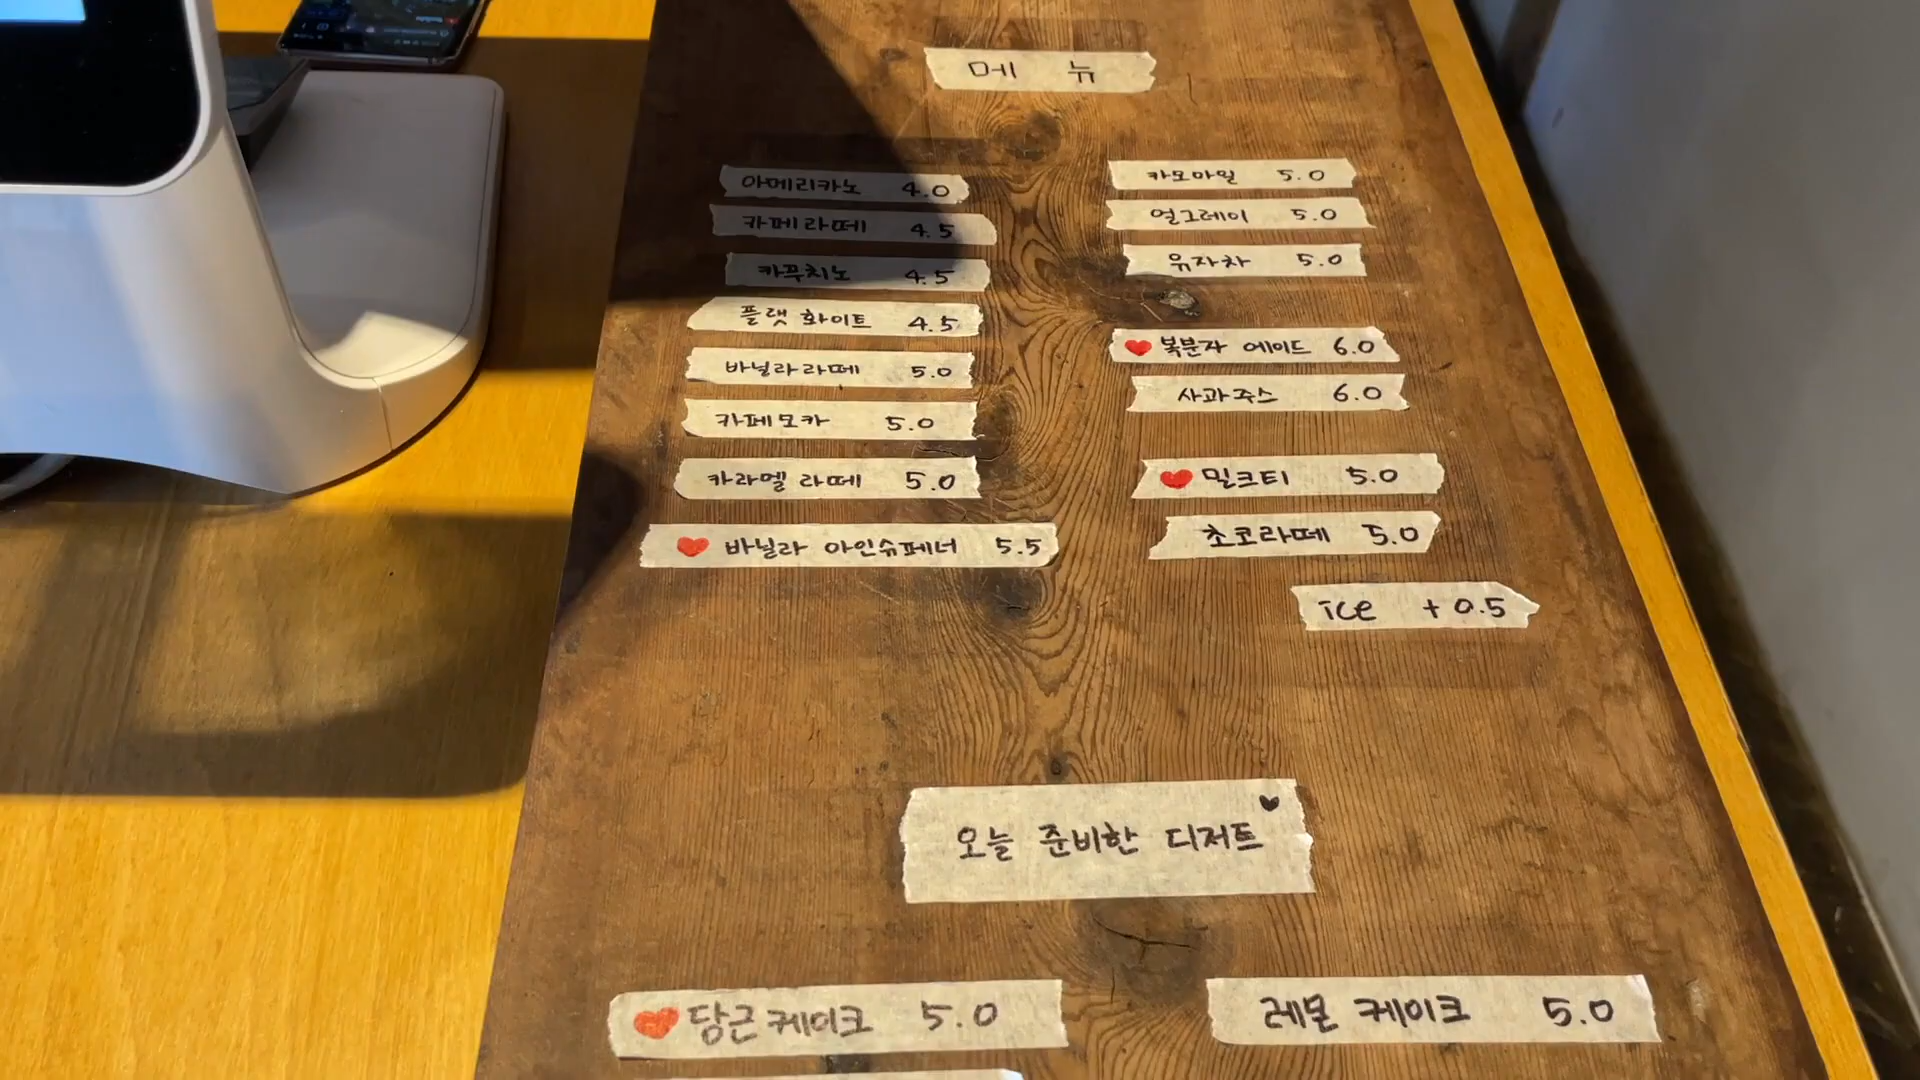 메 뉴
아메리카노 4.0
카페라떼 4.5
카푸치노 4.5
플랫 화이트 4.5
바닐라라떼 5.0
카페모카 5.0
카라멜 라떼 5.0
바닐라 아인슈페너 5.5
카모마일 5.0
얼그레이 5.0
유자차 5.0
복분자 에이드 6.0
사과주스 6.0
밀크티 5.0
초코라떼 5.0
ice +0.5
오늘 준비한 디저트
당근케이크 5.0
레몬 케이크 5.0